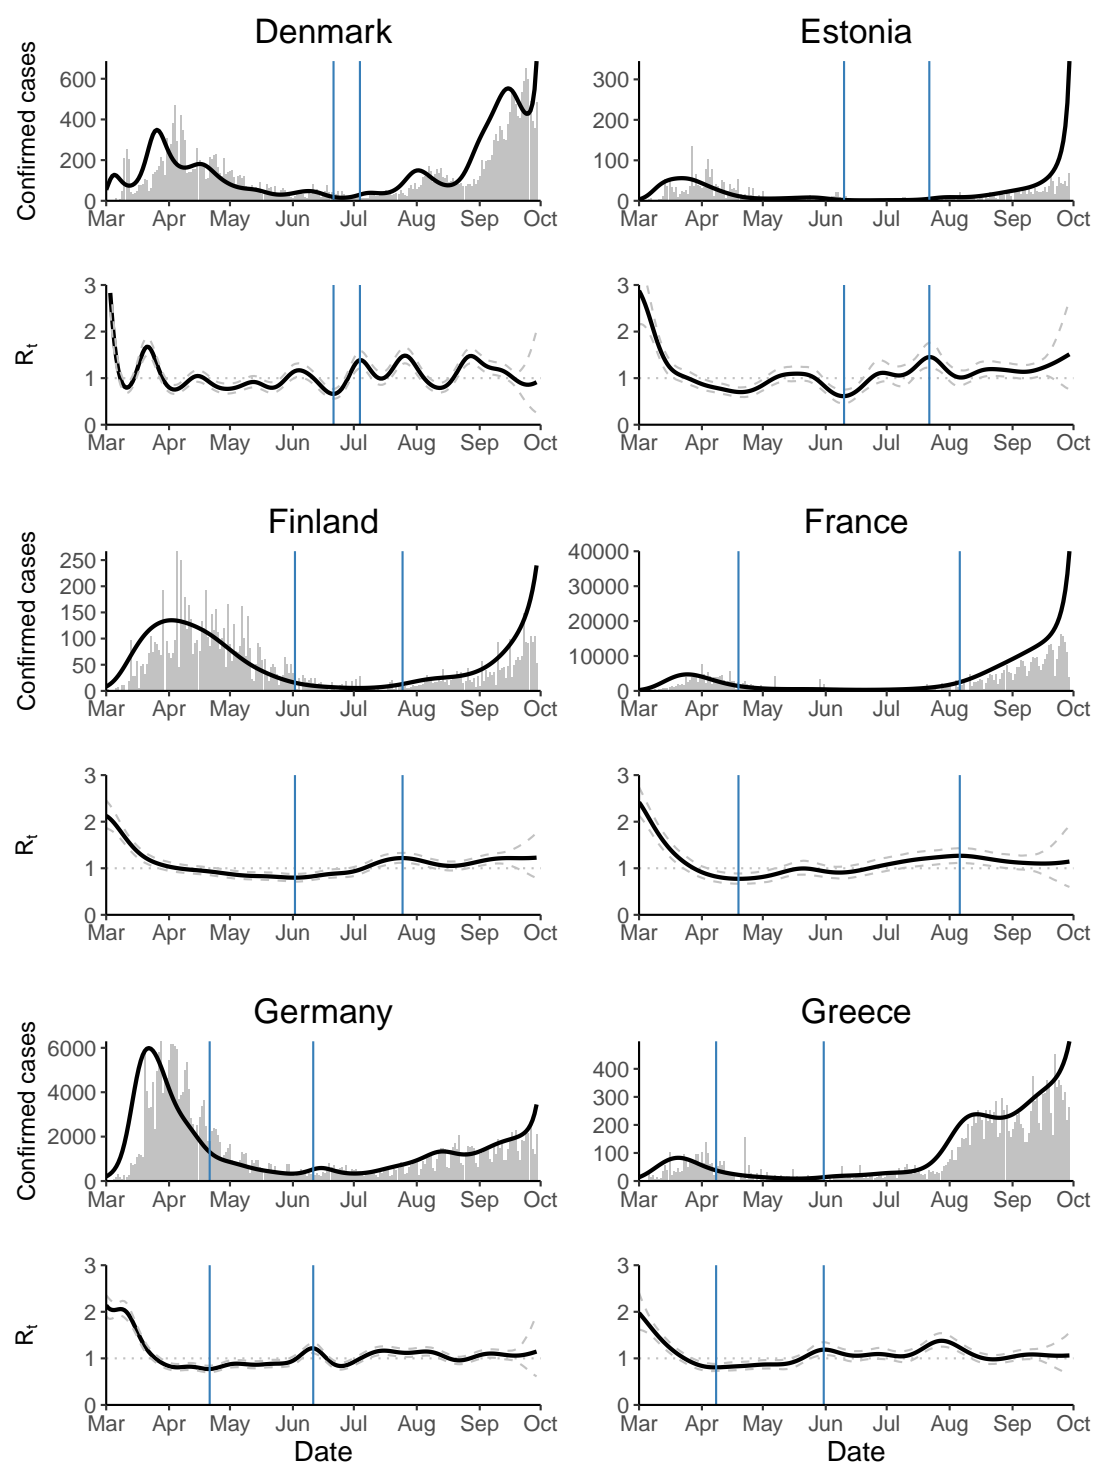 Denmark
Confirmed cases
600
400
200
0
Mar Apr May Jun Jul Aug Sep Oct
Rt
3
2
1
0
Mar Apr May Jun Jul Aug Sep Oct
Estonia
300
200
100
0
Mar Apr May Jun Jul Aug Sep Oct
3
2
1
0
Mar Apr May Jun Jul Aug Sep Oct
Finland
Confirmed cases
250
200
150
100
50
0
Mar Apr May Jun Jul Aug Sep Oct
Rt
3
2
1
0
Mar Apr May Jun Jul Aug Sep Oct
France
40000
30000
20000
10000
0
Mar Apr May Jun Jul Aug Sep Oct
3
2
1
0
Mar Apr May Jun Jul Aug Sep Oct
Germany
Confirmed cases
6000
4000
2000
0
Mar Apr May Jun Jul Aug Sep Oct
Rt
3
2
1
0
Mar Apr May Jun Jul Aug Sep Oct
Date
Greece
400
300
200
100
0
Mar Apr May Jun Jul Aug Sep Oct
3
2
1
0
Mar Apr May Jun Jul Aug Sep Oct
Date